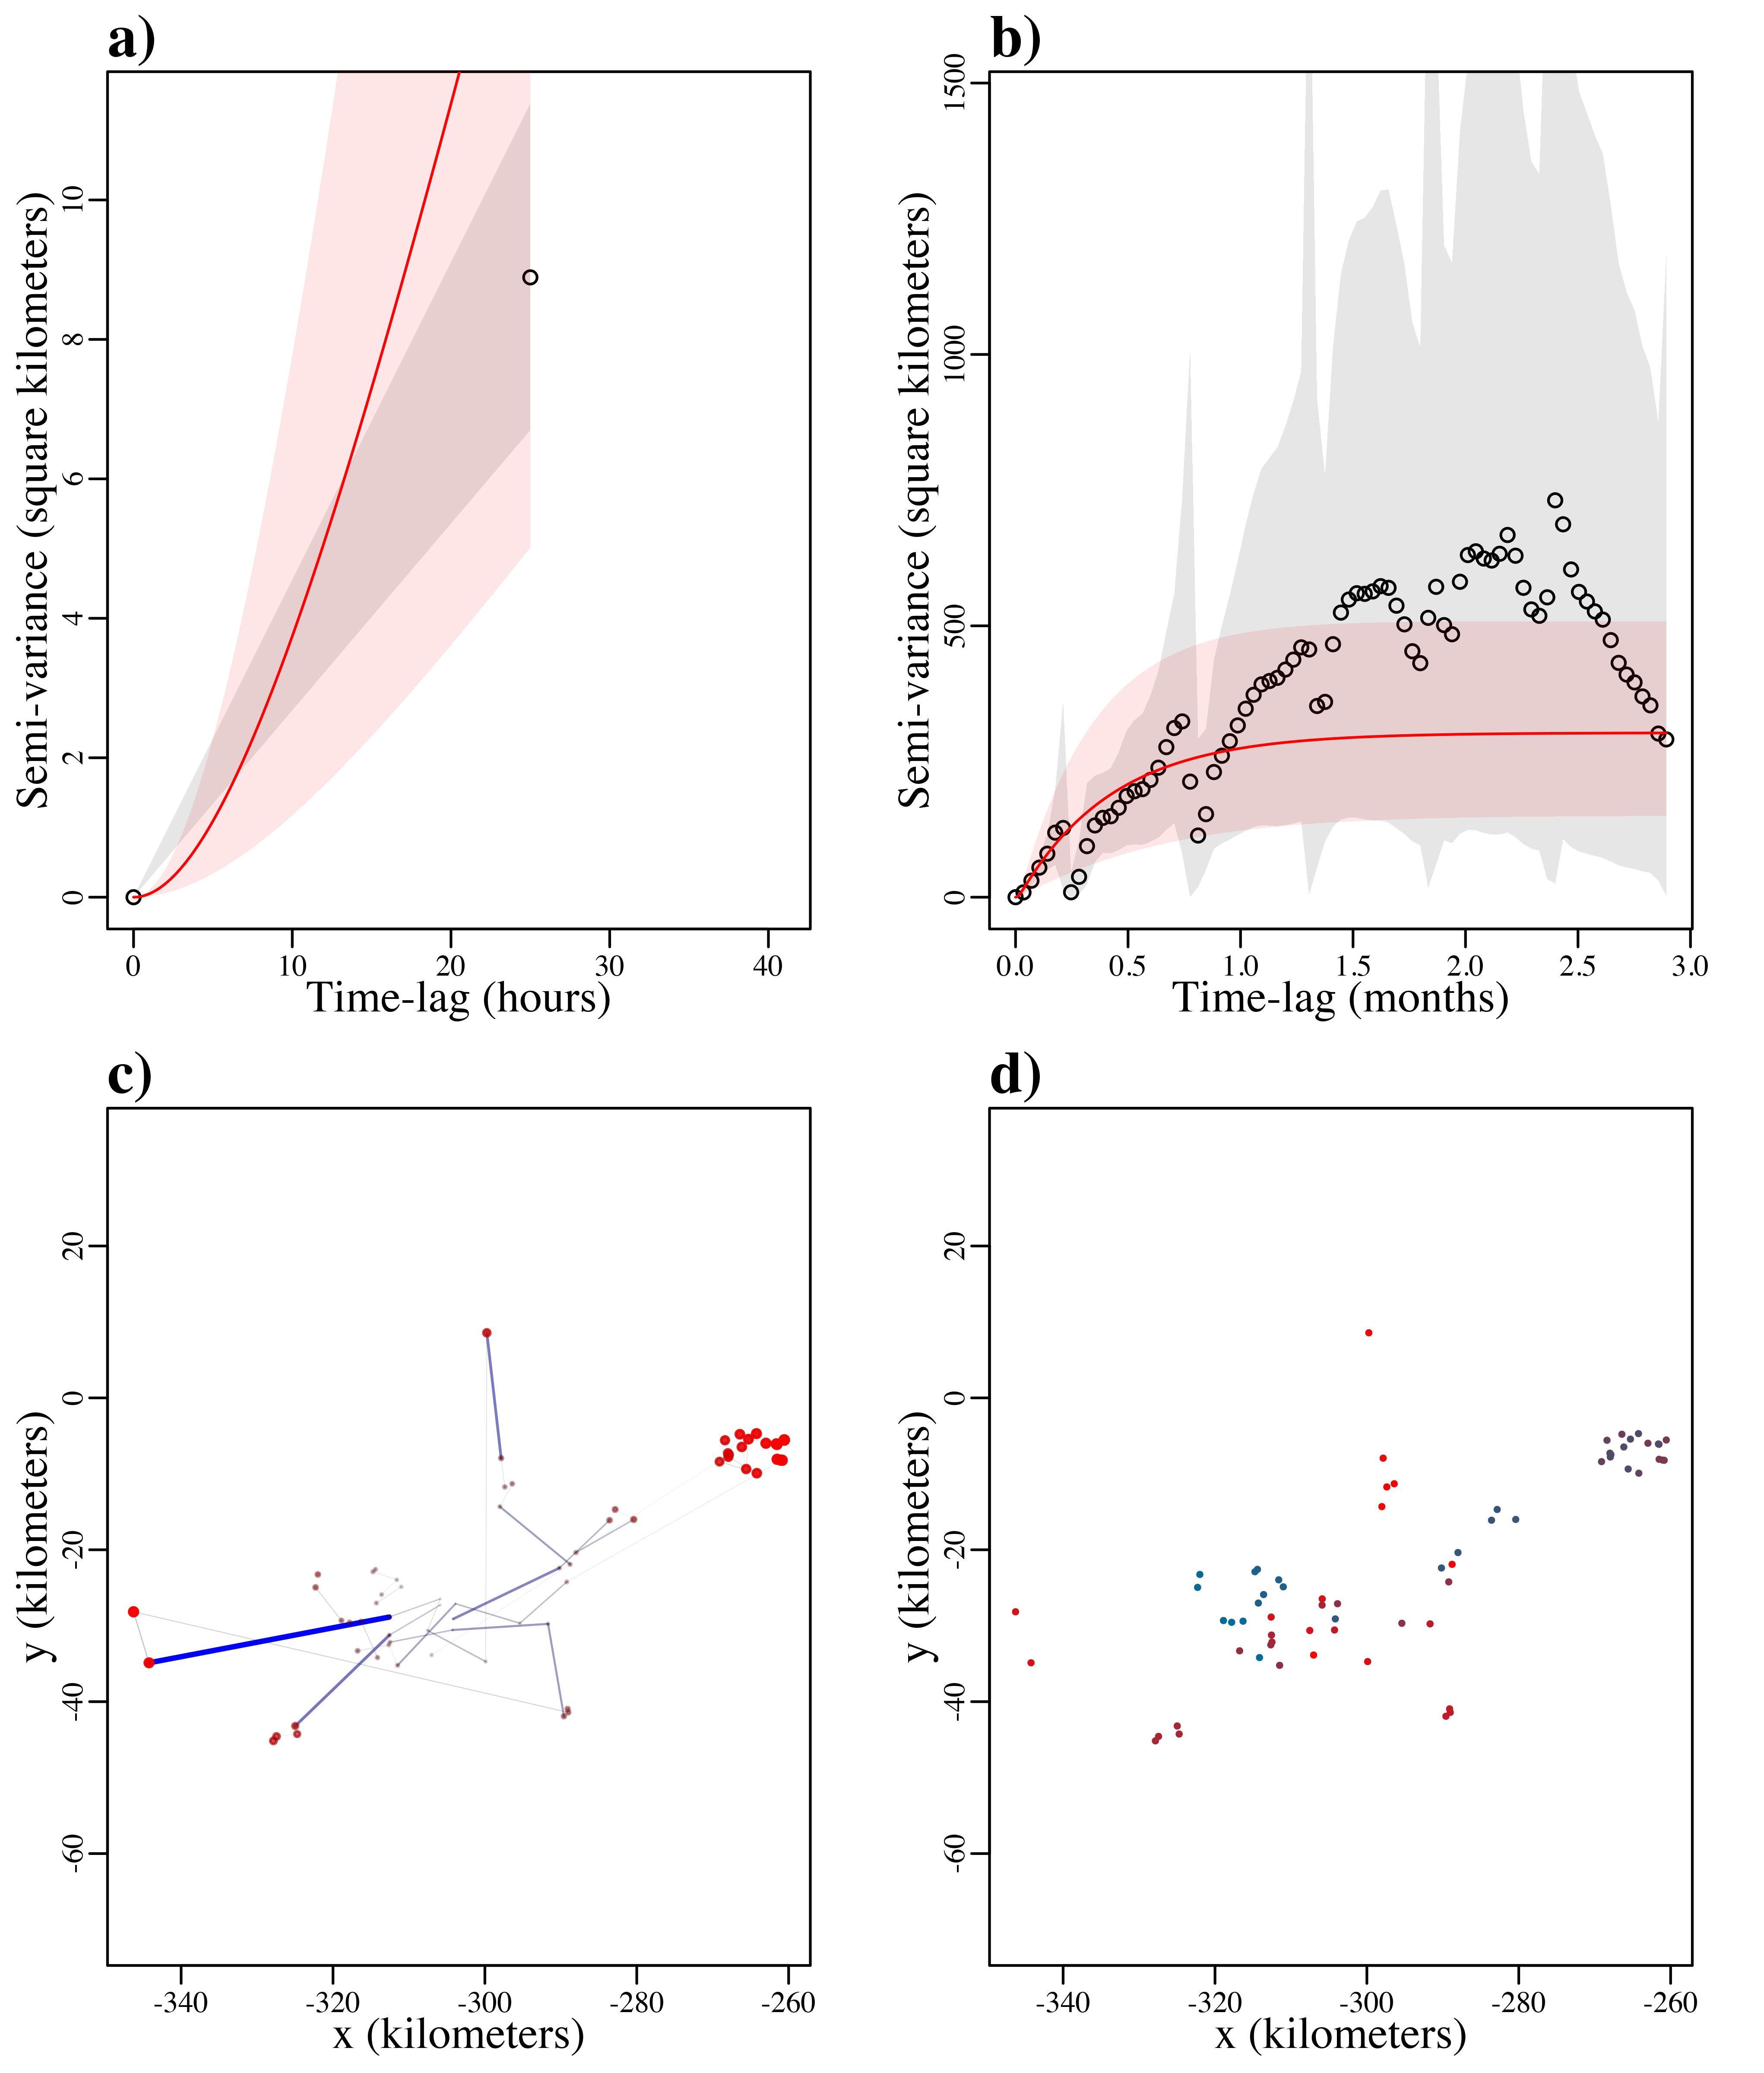 a)
Semi-variance (square kilometers)
0 2 4 6 8 10
0 10 20 30 40
Time-lag (hours)
b)
Semi-variance (square kilometers)
0 500 1000 1500
0.0 0.5 1.0 1.5 2.0 2.5 3.0
Time-lag (months)
c)
y (kilometers)
-60 -40 -20 0 20
-340 -320 -300 -280 -260
x (kilometers)
d)
y (kilometers)
-60 -40 -20 0 20
-340 -320 -300 -280 -260
x (kilometers)